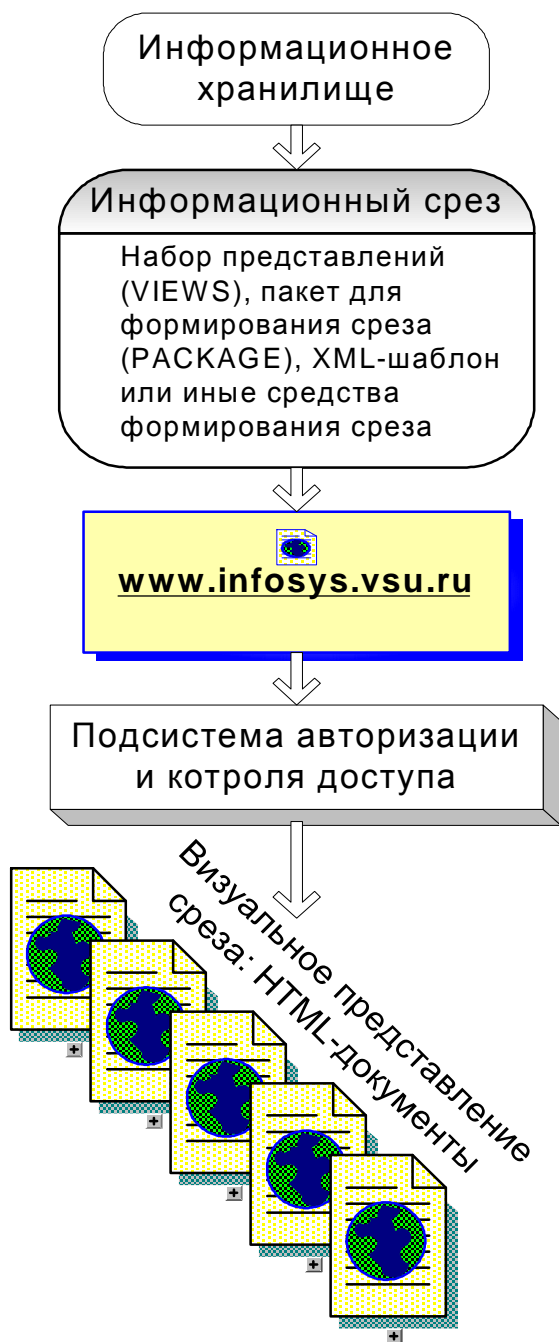 Информационное
хранилище
Информационный срез
Набор представлений
(VIEWS), пакет для
формирования среза
(PACKAGE), XML-шаблон
или иные средства
формирования среза
www.infosys.vsu.ru
Подсистема авторизации
и котроля доступа
Визуальное представление
среза: HTML-документы